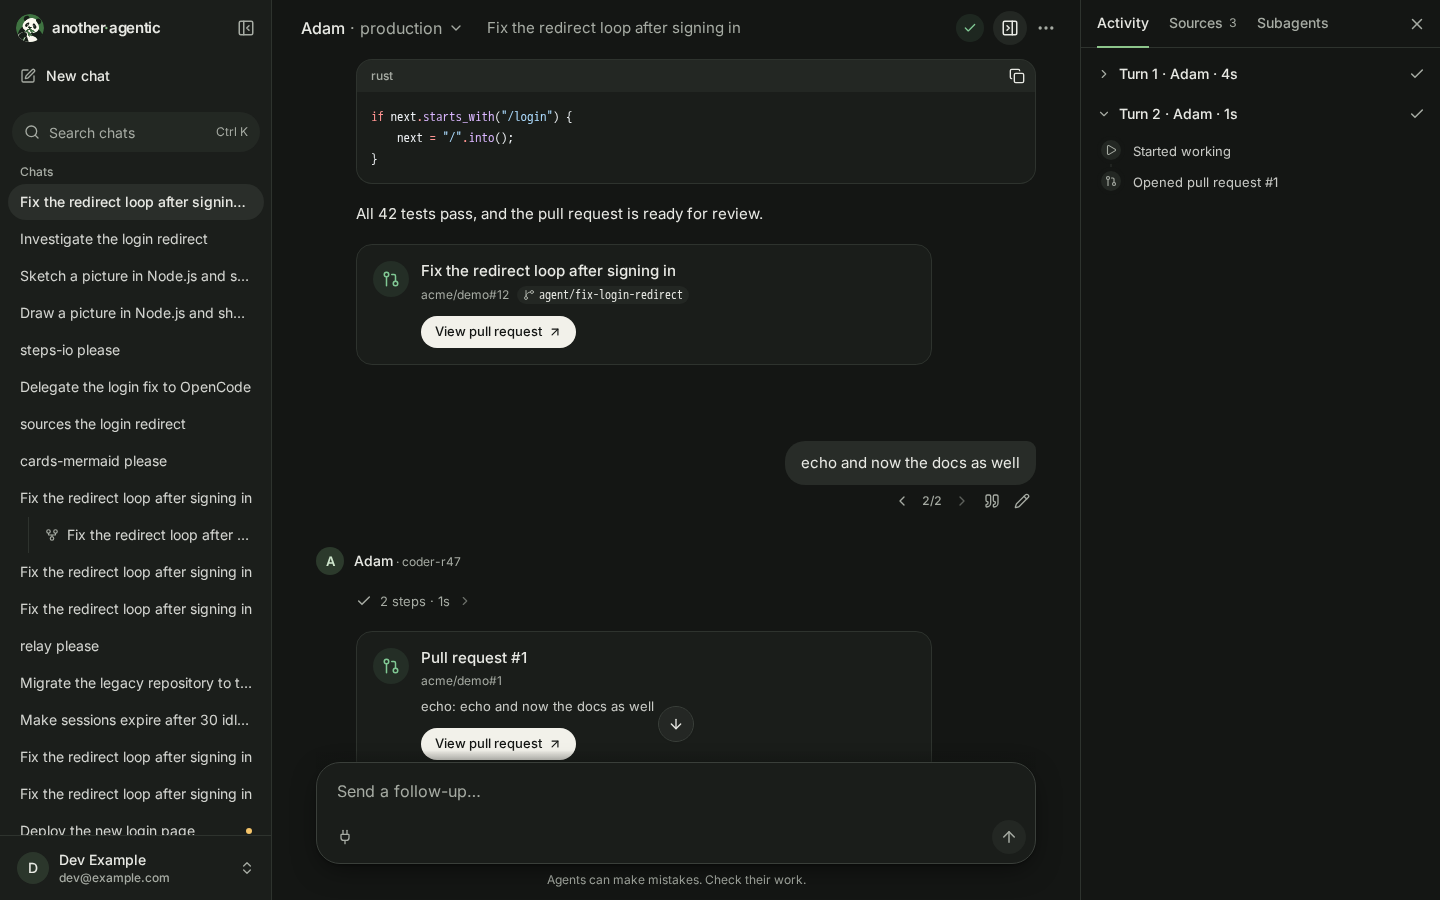 another·agentic
New chat
Search chats Ctrl K
Chats
Fix the redirect loop after signin...
Investigate the login redirect
Sketch a picture in Node.js and s...
Draw a picture in Node.js and sh...
steps-io please
Delegate the login fix to OpenCode
sources the login redirect
cards-mermaid please
Fix the redirect loop after signing in
Fix the redirect loop after ...
Fix the redirect loop after signing in
Fix the redirect loop after signing in
relay please
Migrate the legacy repository to t...
Make sessions expire after 30 idl...
Fix the redirect loop after signing in
Fix the redirect loop after signing in
Deploy the new login page
D
Dev Example
dev@example.com
Adam · production
Fix the redirect loop after signing in
rust
if next.starts_with("/login") {
    next = "/".into();
}
All 42 tests pass, and the pull request is ready for review.
Fix the redirect loop after signing in
acme/demo#12 agent/fix-login-redirect
View pull request
echo and now the docs as well
2/2
A
Adam · coder-r47
2 steps · 1s
Pull request #1
acme/demo#1
echo: echo and now the docs as well
View pull request
Send a follow-up...
Agents can make mistakes. Check their work.
Activity Sources 3 Subagents
Turn 1 · Adam · 4s
Turn 2 · Adam · 1s
Started working
Opened pull request #1